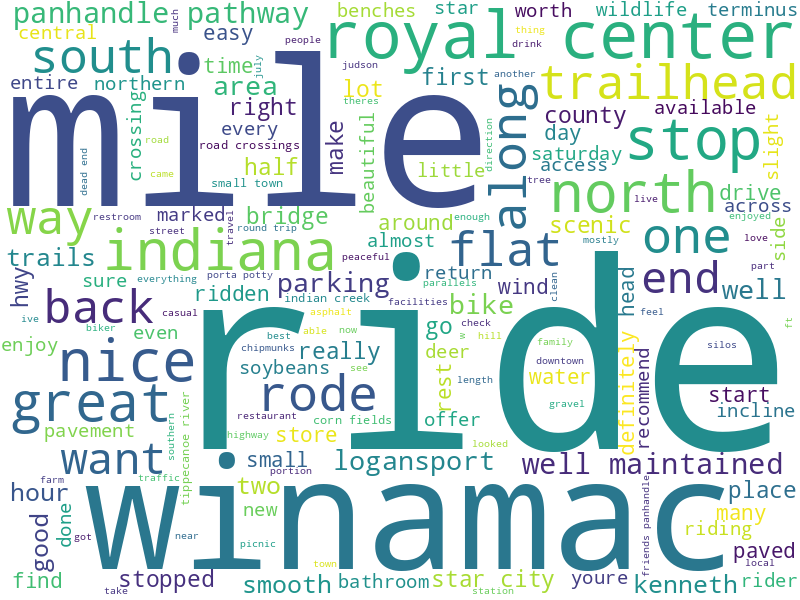 panhandle pathway
much
benches
star
worth
wildlife
terminus
central
easy
people
royal center
drink
thing
south
time
judson
first
another
trailhead
entire
northern
area
lot
july
mile
right
theres
along
county
available
slight
crossing
every
make
beautiful
day
stop
road
road crossings
half
little
direction
saturday
access
dead end
came
small town
tree
north
live
drive
way
restroom
marked
bridge
around
enough
scenic
across
enjoyed
street
travel
round trip
almost
flat
mostly
one
side
love
trails
indiana
peaceful
hwy
sure
everything
porta potty
parking
return
parallels
wind
clean
head
end
part
well
ive
back
casual
ridden
indian creek
facilities
bike
feel
ft
enjoy
biker
even
asphalt
able
now
go
check
hill
w
family
nice
best
chipmunks
really
deer
downtown
silos
see
soybeans
rest
water
length
definitely
recommend
start
great
ride
rode
restaurant
corn fields
offer
gravel
incline
pavement
southern
tippecanoe river
highway
store
looked
want
small
logansport
well maintained
portion
farm
traffic
hour
two
winamac
friends panhandle
place
good
done
new
many
riding
got
near
picnic
paved
local
town
find
take
stopped
smooth
bathroom
star city
station
youre
kenneth
rider